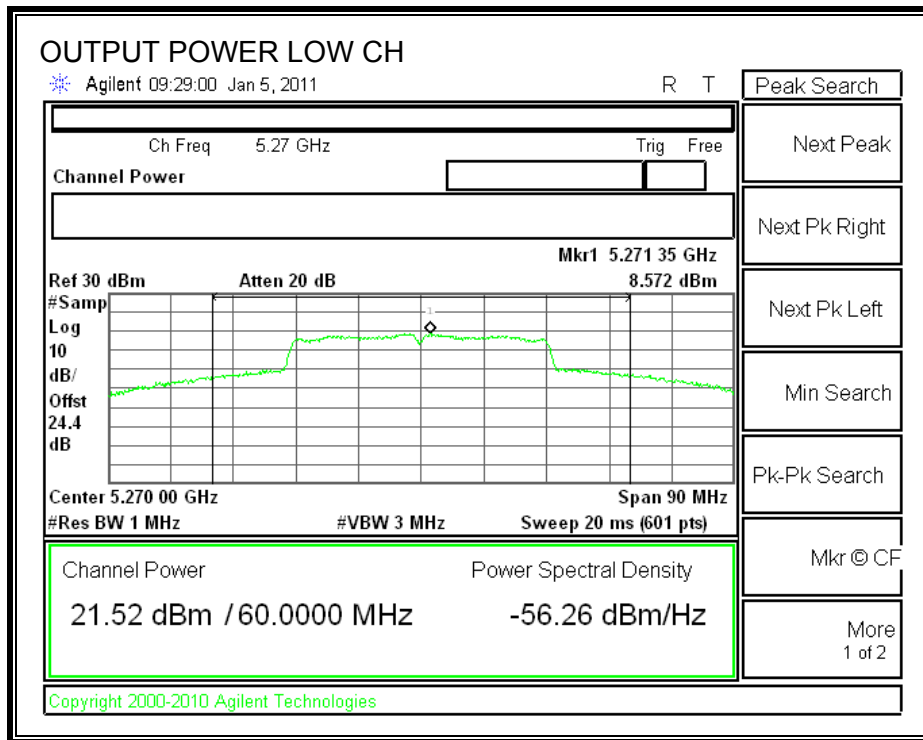 OUTPUT POWER LOW CH
Agilent 09:29:00 Jan 5, 2011 R T
Peak Search
Ch Freq 5.27 GHz Trig Free
Channel Power
Next Peak
Next Pk Right
Mkr1 5.271 35 GHz
Ref 30 dBm Atten 20 dB 8.572 dBm
#Samp
Log
10
dB/
Offst
24.4
dB
1
Next Pk Left
Min Search
Pk-Pk Search
Center 5.270 00 GHz Span 90 MHz
#Res BW 1 MHz #VBW 3 MHz Sweep 20 ms (601 pts)
Mkr © CF
Channel Power Power Spectral Density
21.52 dBm / 60.0000 MHz -56.26 dBm/Hz
More
1 of 2
Copyright 2000-2010 Agilent Technologies